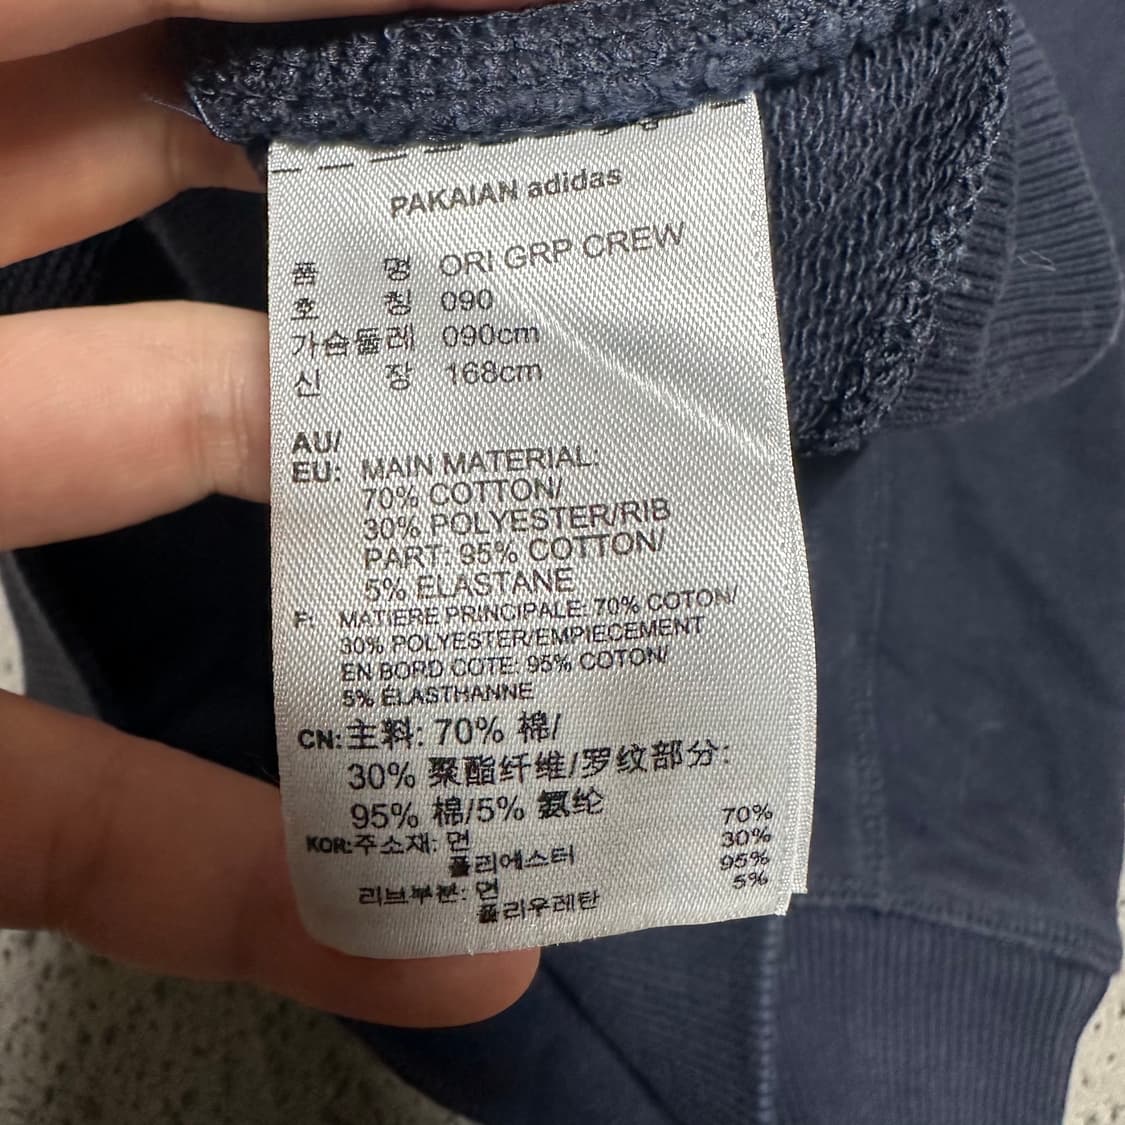 PAKAIAN adidas
품 명 ORI GRP CREW
호 칭 090
가슴둘레 090cm
신 장 168cm
AU/
EU: MAIN MATERIAL:
70% COTTON/
30% POLYESTER/RIB
PART: 95% COTTON/
5% ELASTANE
F: MATIERE PRINCIPALE: 70% COTON/
30% POLYESTER/EMPIECEMENT
EN BORD COTE: 95% COTON/
5% ELASTHANNE
CN: 主料: 70% 棉/
30% 聚酯纤维/罗纹部分:
95% 棉/5% 氨纶
KOR: 주소재: 면 70%
폴리에스터 30%
리브부분: 면 95%
폴리우레탄 5%